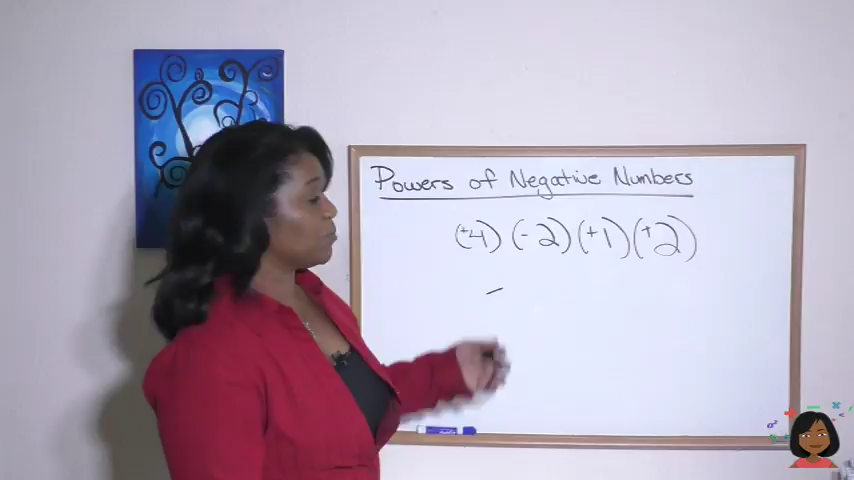 Powers of Negative Numbers
(+4) (-2) (+1) (+2)
-